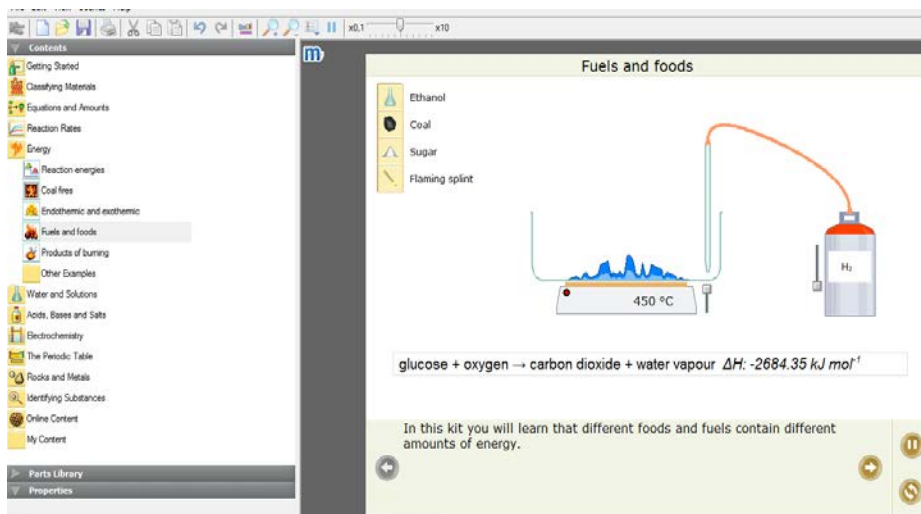 x0,1
x10
Contents
Getting Started
Classifying Materials
Equations and Amounts
Reaction Rates
Energy
Reaction energies
Coal fires
Endothermic and exothermic
Fuels and foods
Products of burning
Other Examples
Water and Solutions
Acids, Bases and Salts
Electrochemistry
The Periodic Table
Rocks and Metals
Identifying Substances
Online Content
My Content
Parts Library
Properties
m
Fuels and foods
Ethanol
Coal
Sugar
Flaming splint
H₂
450 °C
glucose + oxygen → carbon dioxide + water vapour ΔH: -2684.35 kJ mol⁻¹
In this kit you will learn that different foods and fuels contain different
amounts of energy.